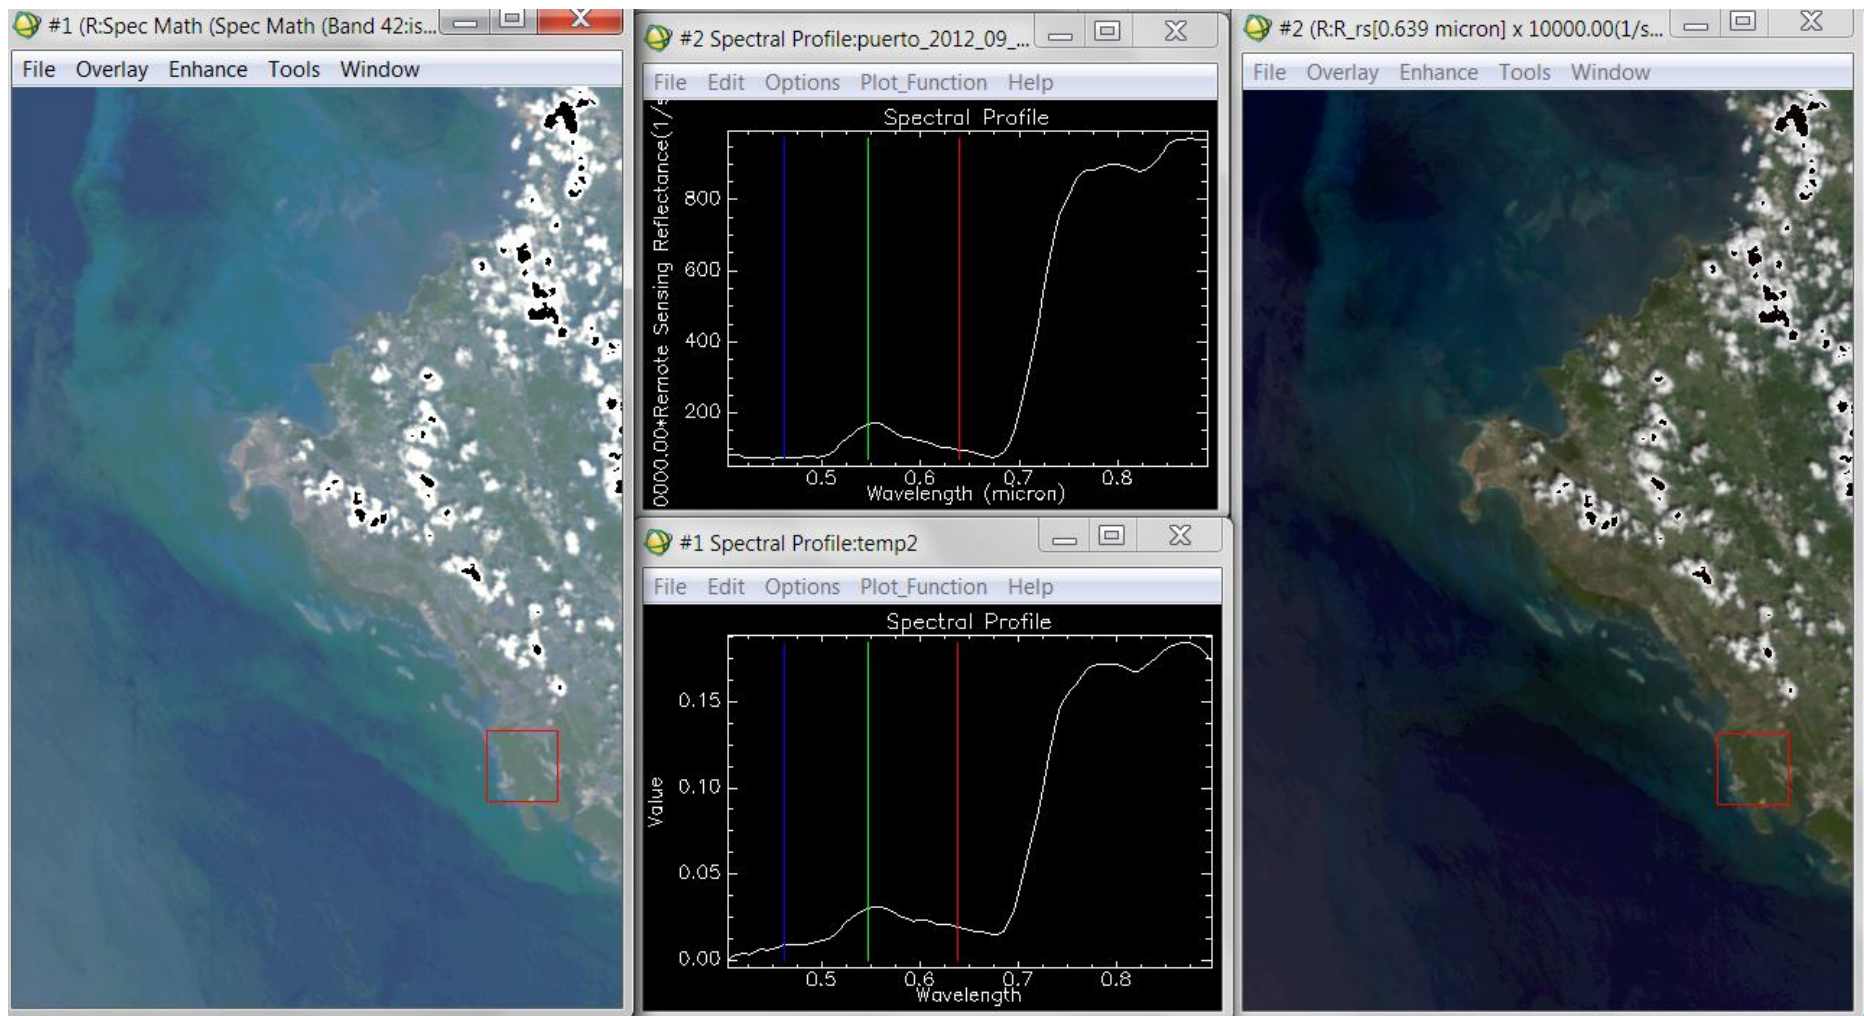 #1 (R:Spec Math (Spec Math (Band 42:is...
File Overlay Enhance Tools Window
#2 Spectral Profile:puerto_2012_09_...
File Edit Options Plot_Function Help
Spectral Profile
0000.00*Remote Sensing Reflectance(1/s
800
600
400
200
0.5 0.6 0.7 0.8
Wavelength (micron)
#1 Spectral Profile:temp2
File Edit Options Plot_Function Help
Spectral Profile
Value
0.15
0.10
0.05
0.00
0.5 0.6 0.7 0.8
Wavelength
#2 (R:R_rs[0.639 micron] x 10000.00(1/s...
File Overlay Enhance Tools Window